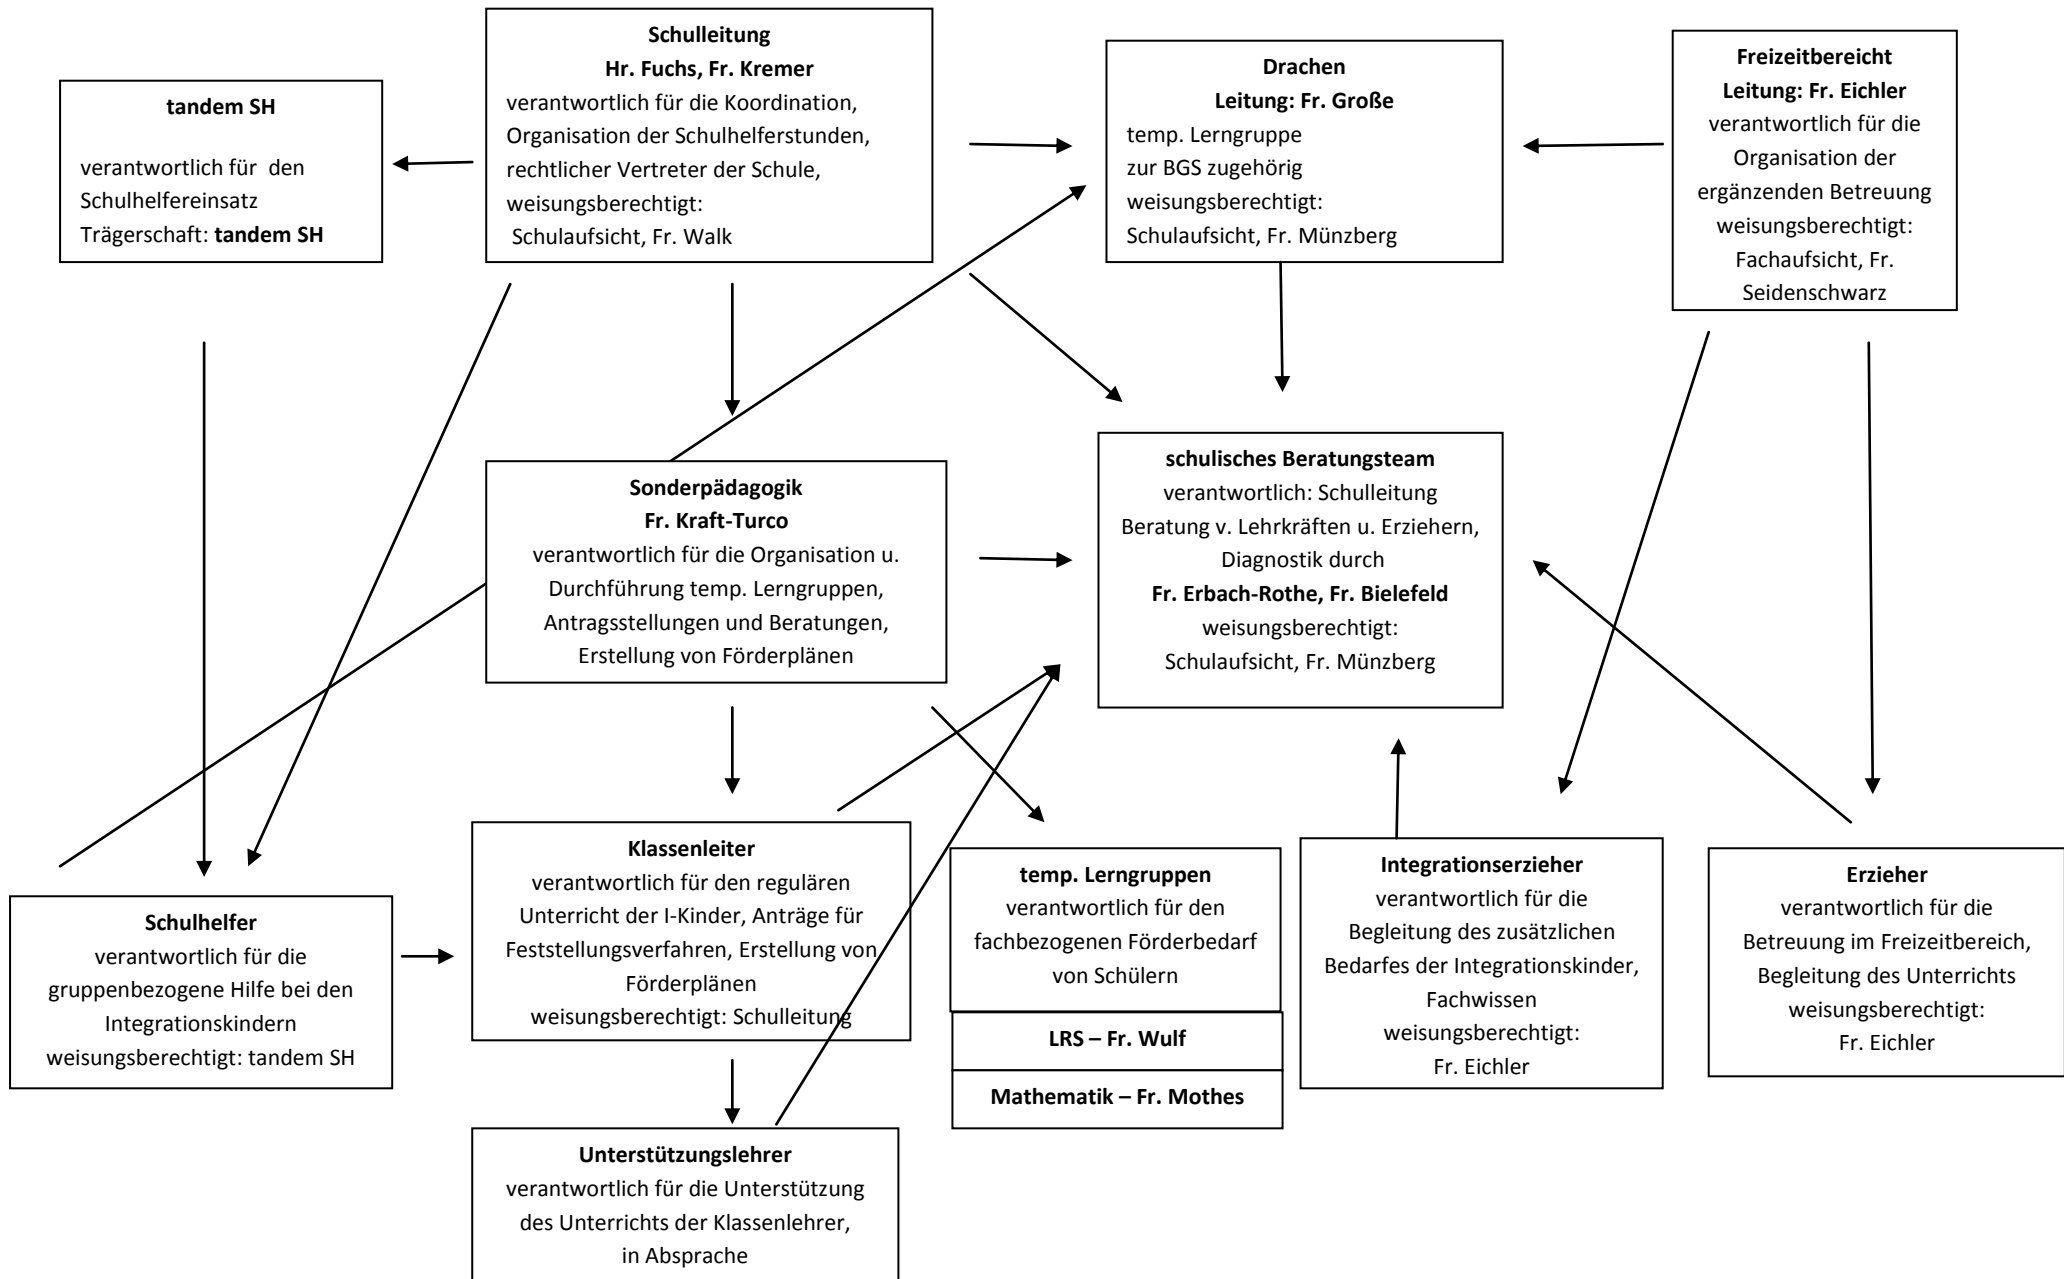 Schulleitung
Hr. Fuchs, Fr. Kremer
verantwortlich für die Koordination,
Organisation der Schulhelferstunden,
rechtlicher Vertreter der Schule,
weisungsberechtigt:
Schulaufsicht, Fr. Walk
Drachen
Leitung: Fr. Große
temp. Lerngruppe
zur BGS zugehörig
weisungsberechtigt:
Schulaufsicht, Fr. Münzberg
Freizeitbereicht
Leitung: Fr. Eichler
verantwortlich für die
Organisation der
ergänzenden Betreuung
weisungsberechtigt:
Fachaufsicht, Fr.
Seidenschwarz
tandem SH
verantwortlich für  den
Schulhelfereinsatz
Trägerschaft: tandem SH
Sonderpädagogik
Fr. Kraft-Turco
verantwortlich für die Organisation u.
Durchführung temp. Lerngruppen,
Antragsstellungen und Beratungen,
Erstellung von Förderplänen
schulisches Beratungsteam
verantwortlich: Schulleitung
Beratung v. Lehrkräften u. Erziehern,
Diagnostik durch
Fr. Erbach-Rothe, Fr. Bielefeld
weisungsberechtigt:
Schulaufsicht, Fr. Münzberg
Schulhelfer
verantwortlich für die
gruppenbezogene Hilfe bei den
Integrationskindern
weisungsberechtigt: tandem SH
Klassenleiter
verantwortlich für den regulären
Unterricht der I-Kinder, Anträge für
Feststellungsverfahren, Erstellung von
Förderplänen
weisungsberechtigt: Schulleitung
temp. Lerngruppen
verantwortlich für den
fachbezogenen Förderbedarf
von Schülern
LRS – Fr. Wulf
Mathematik – Fr. Mothes
Integrationserzieher
verantwortlich für die
Begleitung des zusätzlichen
Bedarfes der Integrationskinder,
Fachwissen
weisungsberechtigt:
Fr. Eichler
Erzieher
verantwortlich für die
Betreuung im Freizeitbereich,
Begleitung des Unterrichts
weisungsberechtigt:
Fr. Eichler
Unterstützungslehrer
verantwortlich für die Unterstützung
des Unterrichts der Klassenlehrer,
in Absprache